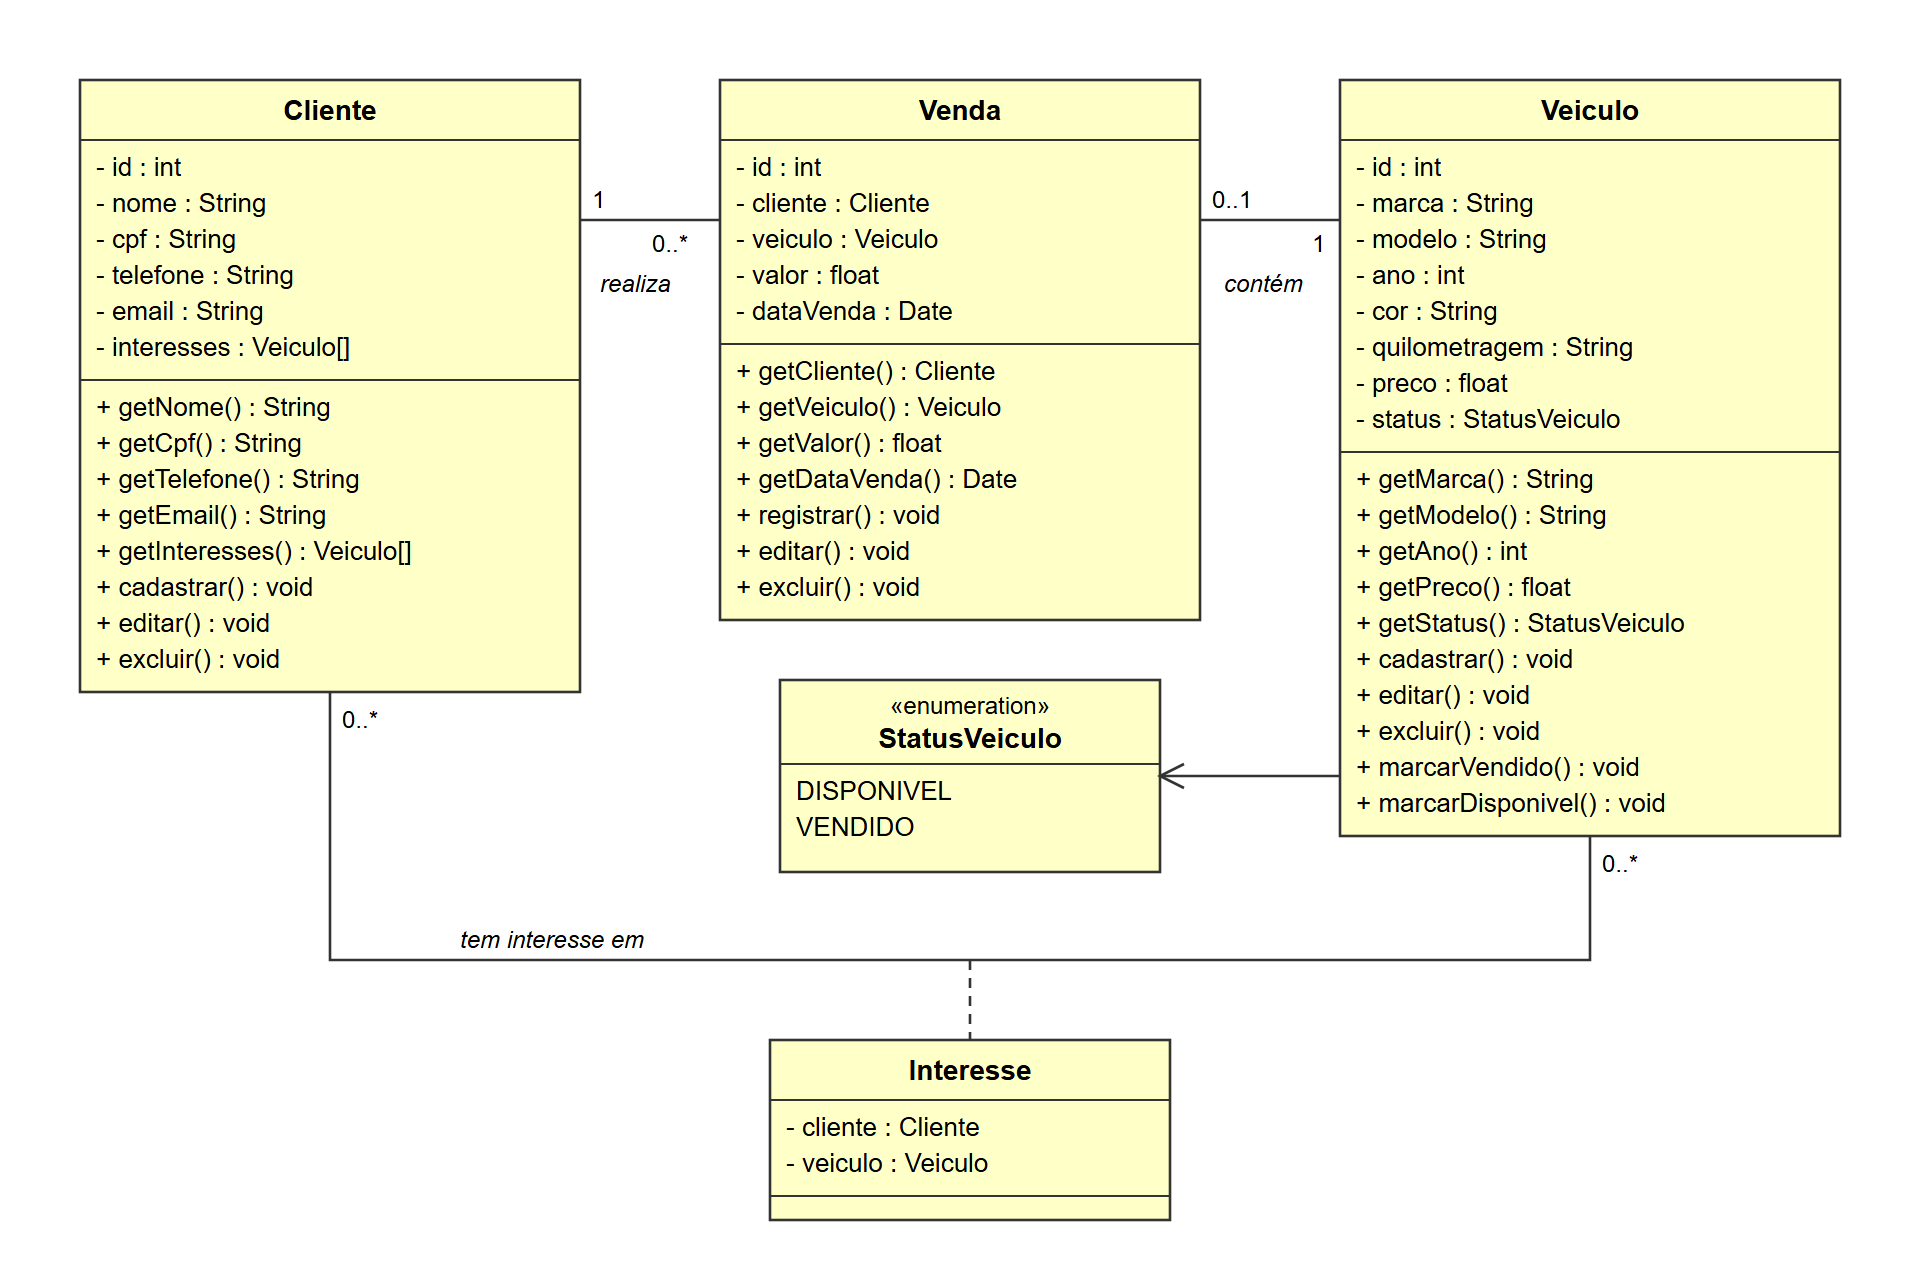 Cliente
- id : int
- nome : String
- cpf : String
- telefone : String
- email : String
- interesses : Veiculo[]
+ getNome() : String
+ getCpf() : String
+ getTelefone() : String
+ getEmail() : String
+ getInteresses() : Veiculo[]
+ cadastrar() : void
+ editar() : void
+ excluir() : void
1
0..*
realiza
Venda
- id : int
- cliente : Cliente
- veiculo : Veiculo
- valor : float
- dataVenda : Date
+ getCliente() : Cliente
+ getVeiculo() : Veiculo
+ getValor() : float
+ getDataVenda() : Date
+ registrar() : void
+ editar() : void
+ excluir() : void
0..1
1
contém
Veiculo
- id : int
- marca : String
- modelo : String
- ano : int
- cor : String
- quilometragem : String
- preco : float
- status : StatusVeiculo
+ getMarca() : String
+ getModelo() : String
+ getAno() : int
+ getPreco() : float
+ getStatus() : StatusVeiculo
+ cadastrar() : void
+ editar() : void
+ excluir() : void
+ marcarVendido() : void
+ marcarDisponivel() : void
«enumeration»
StatusVeiculo
DISPONIVEL
VENDIDO
0..*
0..*
tem interesse em
Interesse
- cliente : Cliente
- veiculo : Veiculo